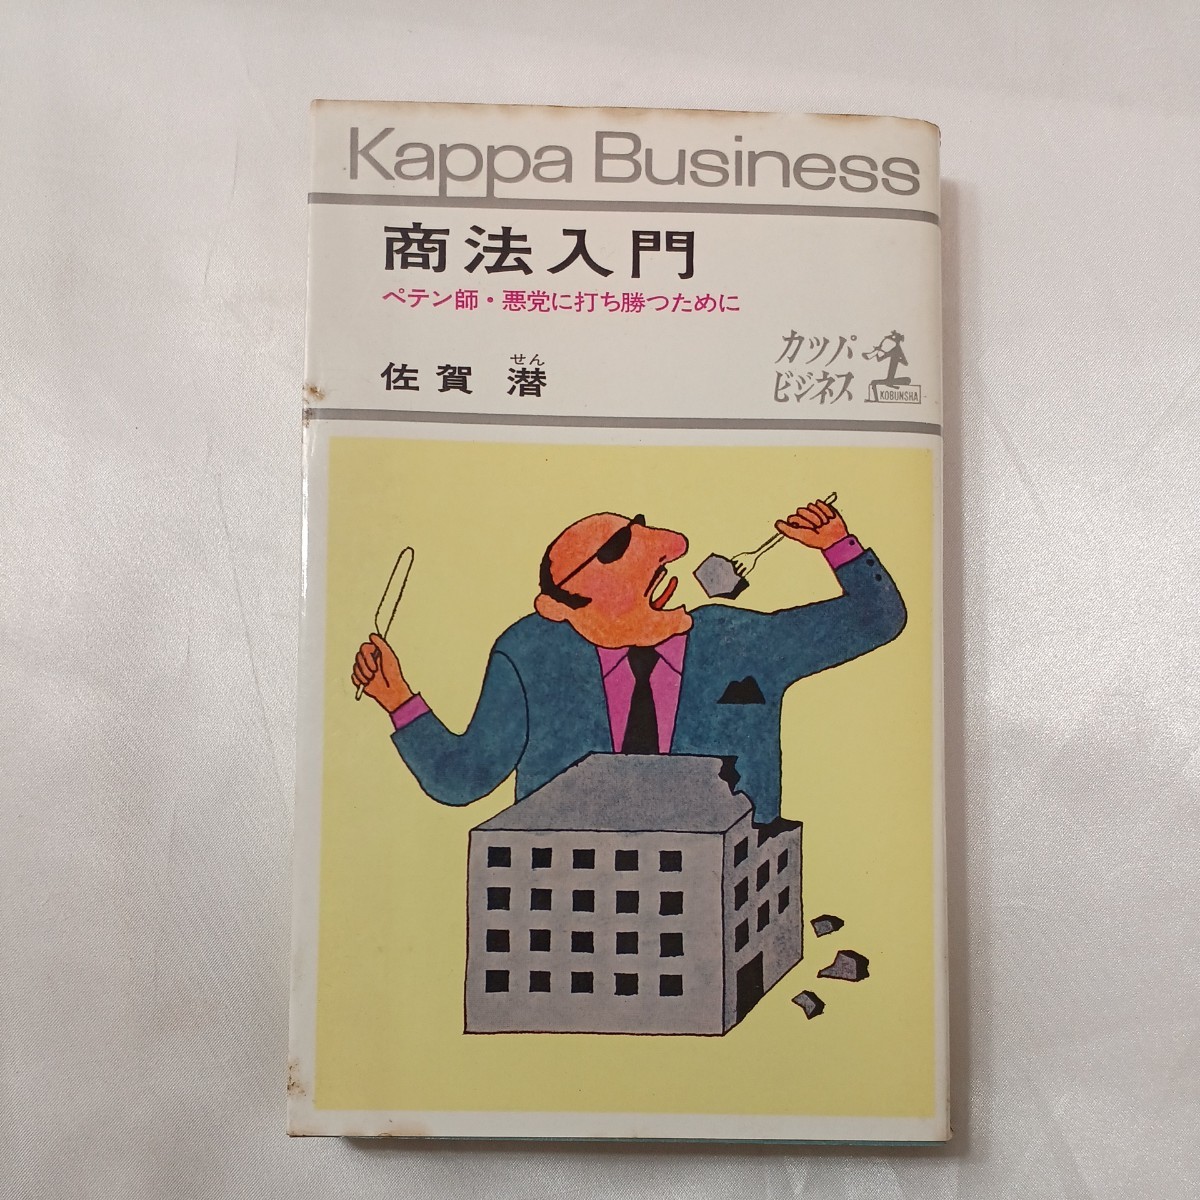 Kappa Business
商法入門
ペテン師・悪党に打ち勝つために
せん
佐賀 潜
カッパ
ビジネス
KOBUNSHA